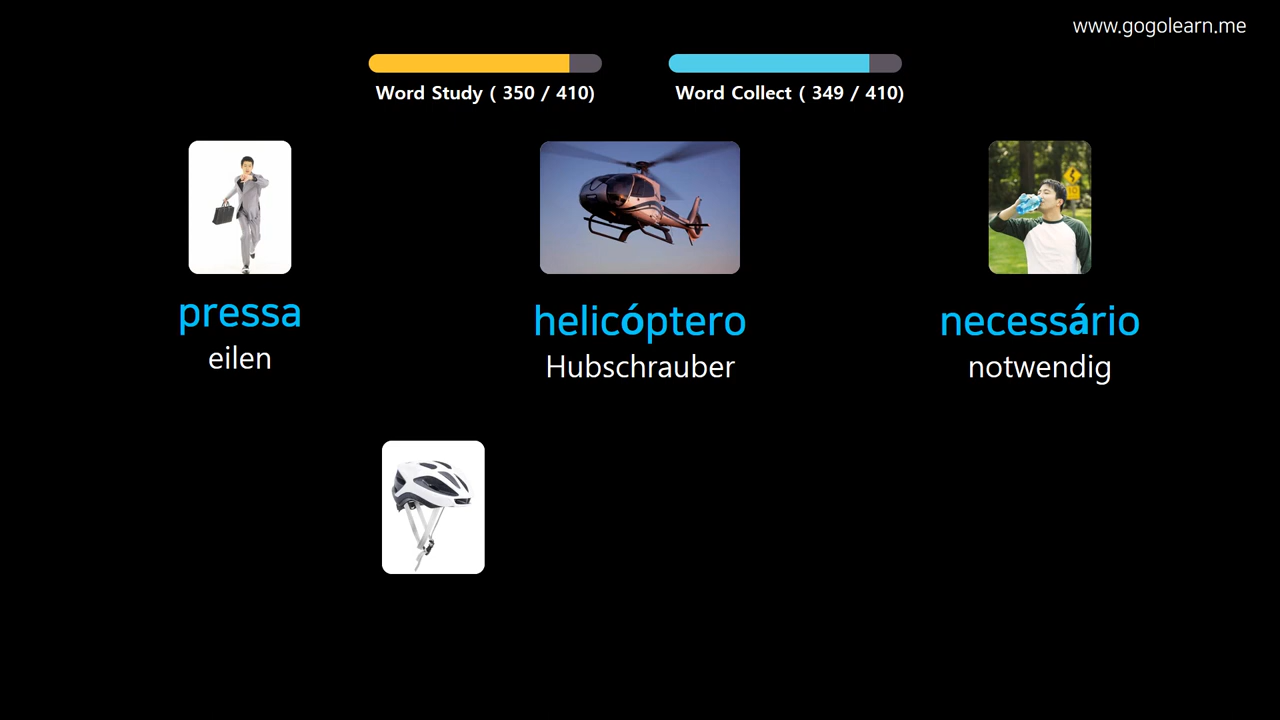 www.gogolearn.me
Word Study ( 350 / 410)
Word Collect ( 349 / 410)
pressa
eilen
helicóptero
Hubschrauber
necessário
notwendig